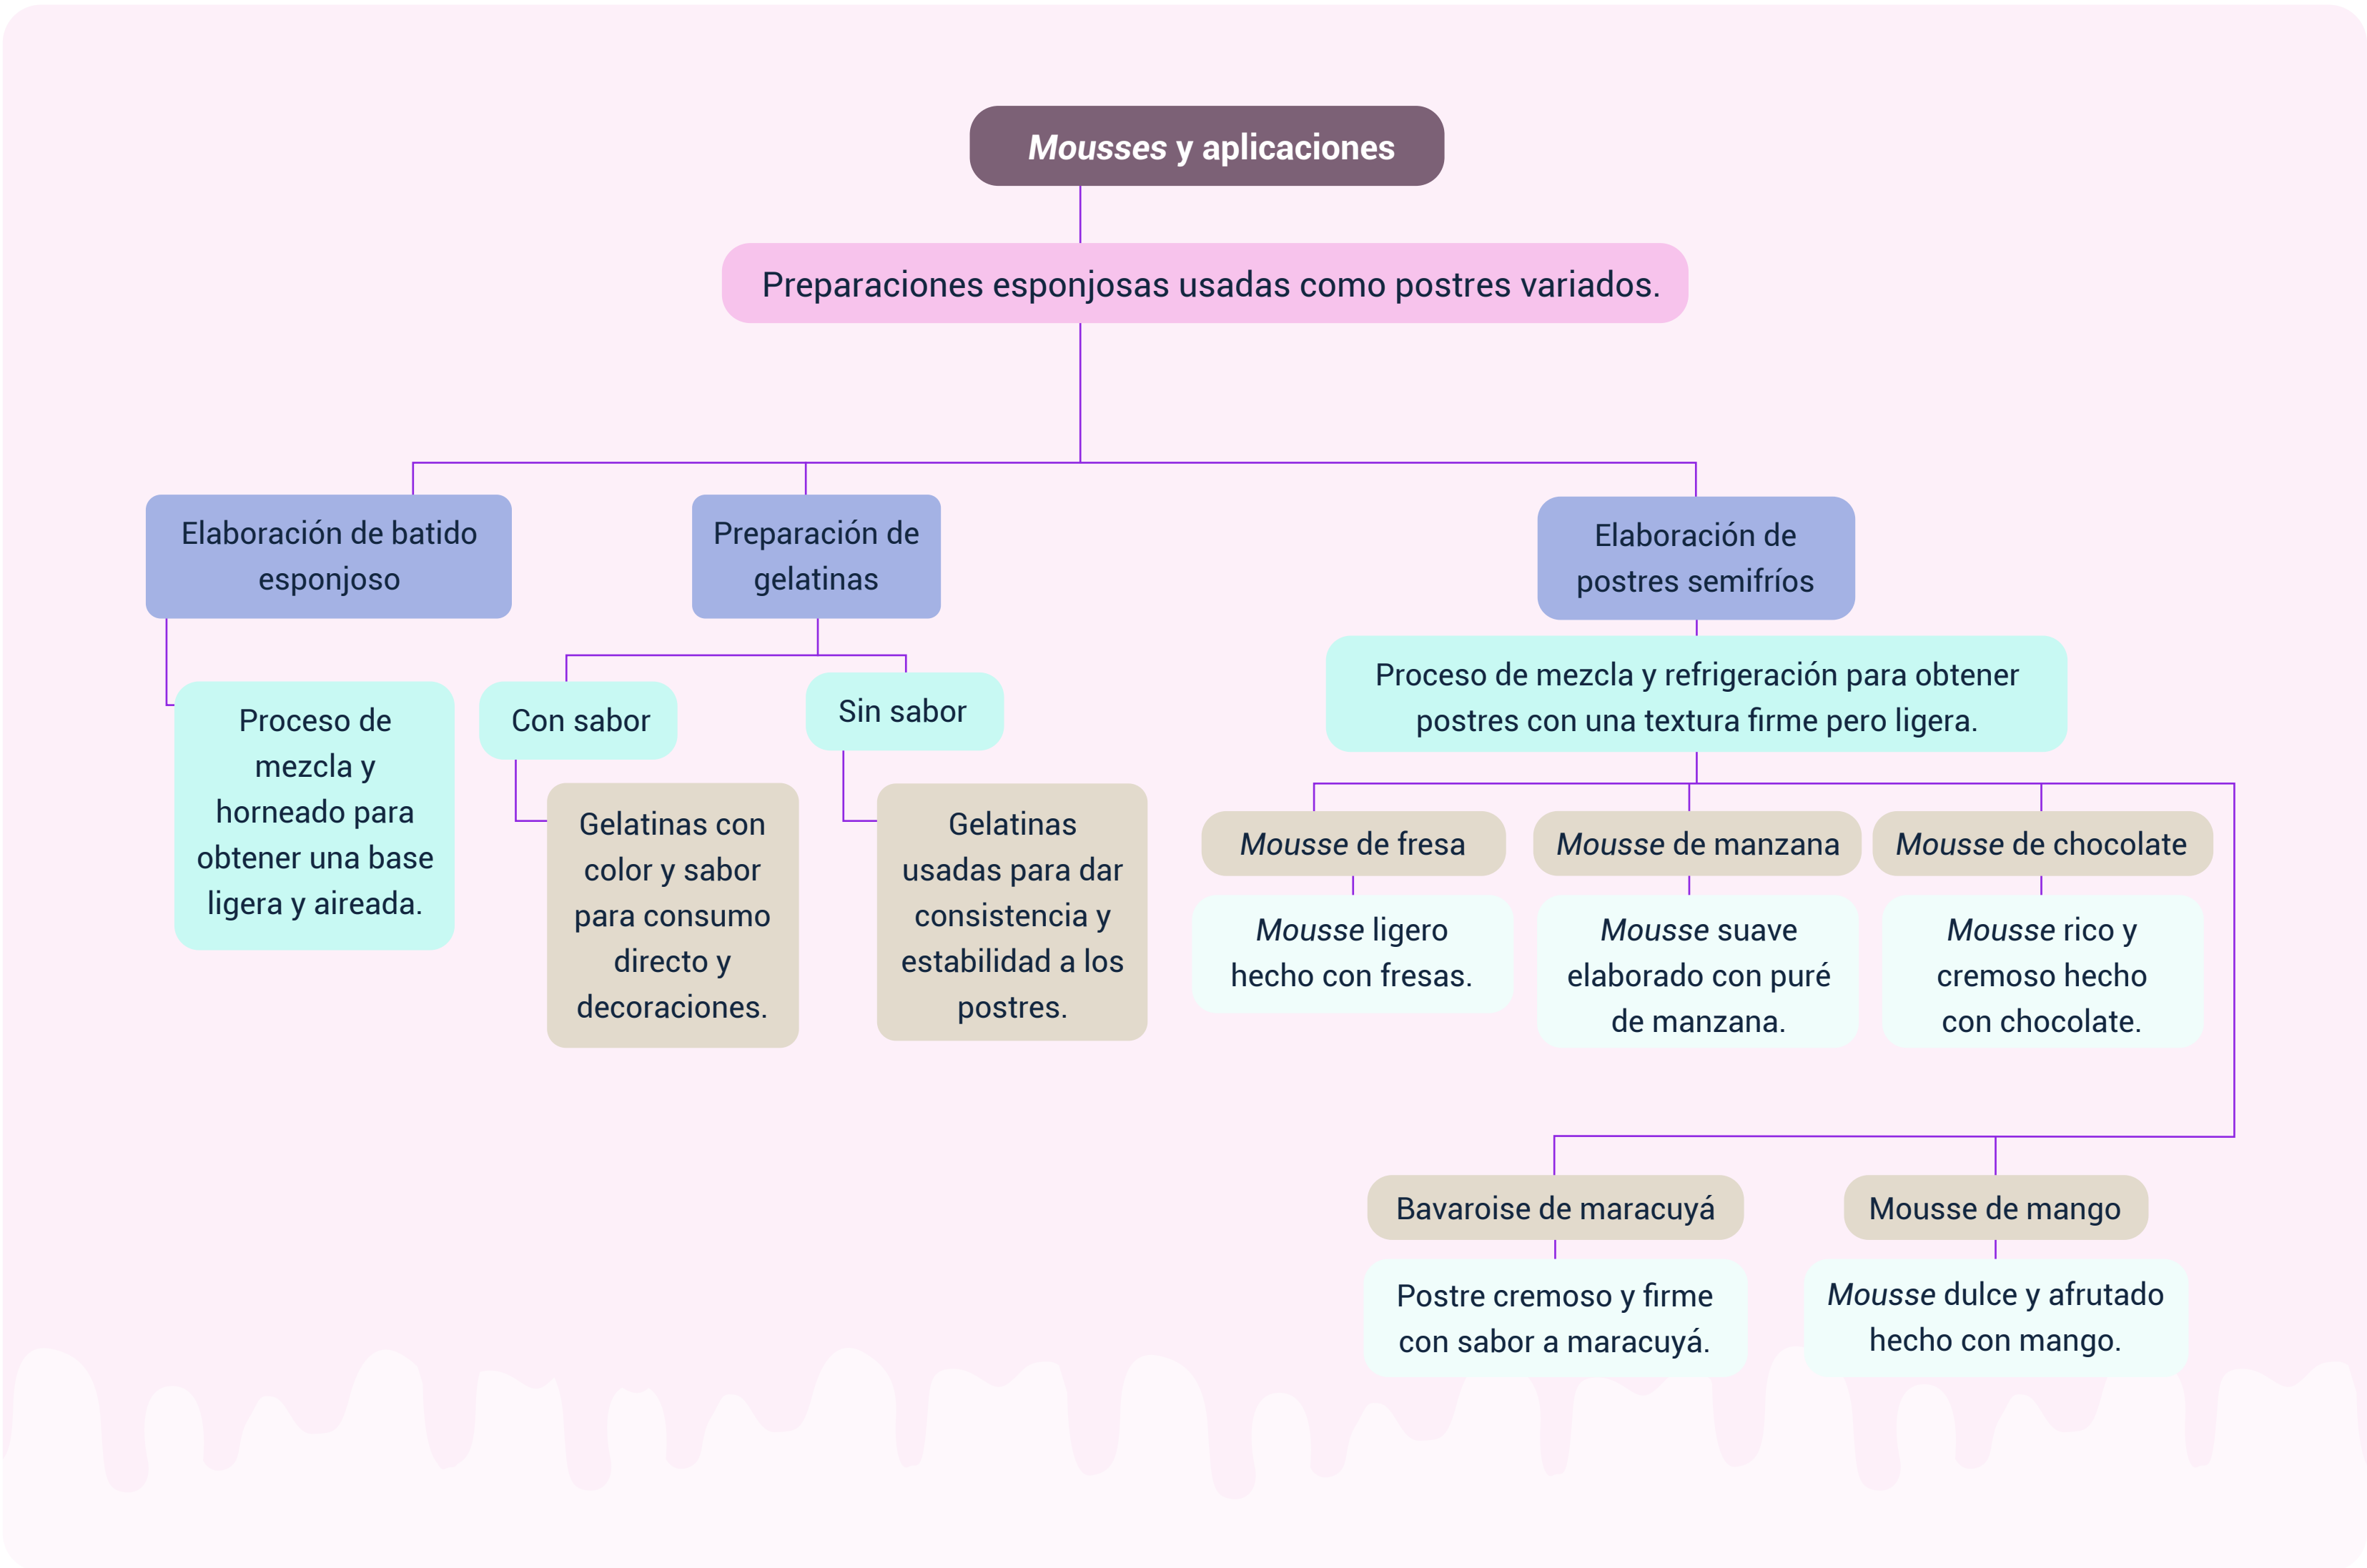 Mousses y aplicaciones
Preparaciones esponjosas usadas como postres variados.
Elaboración de batido
esponjoso
Proceso de
mezcla y
horneado para
obtener una base
ligera y aireada.
Preparación de
gelatinas
Con sabor
Gelatinas con
color y sabor
para consumo
directo y
decoraciones.
Sin sabor
Gelatinas
usadas para dar
consistencia y
estabilidad a los
postres.
Elaboración de
postres semifríos
Proceso de mezcla y refrigeración para obtener
postres con una textura firme pero ligera.
Mousse de fresa
Mousse ligero
hecho con fresas.
Mousse de manzana
Mousse suave
elaborado con puré
de manzana.
Mousse de chocolate
Mousse rico y
cremoso hecho
con chocolate.
Bavaroise de maracuyá
Postre cremoso y firme
con sabor a maracuyá.
Mousse de mango
Mousse dulce y afrutado
hecho con mango.